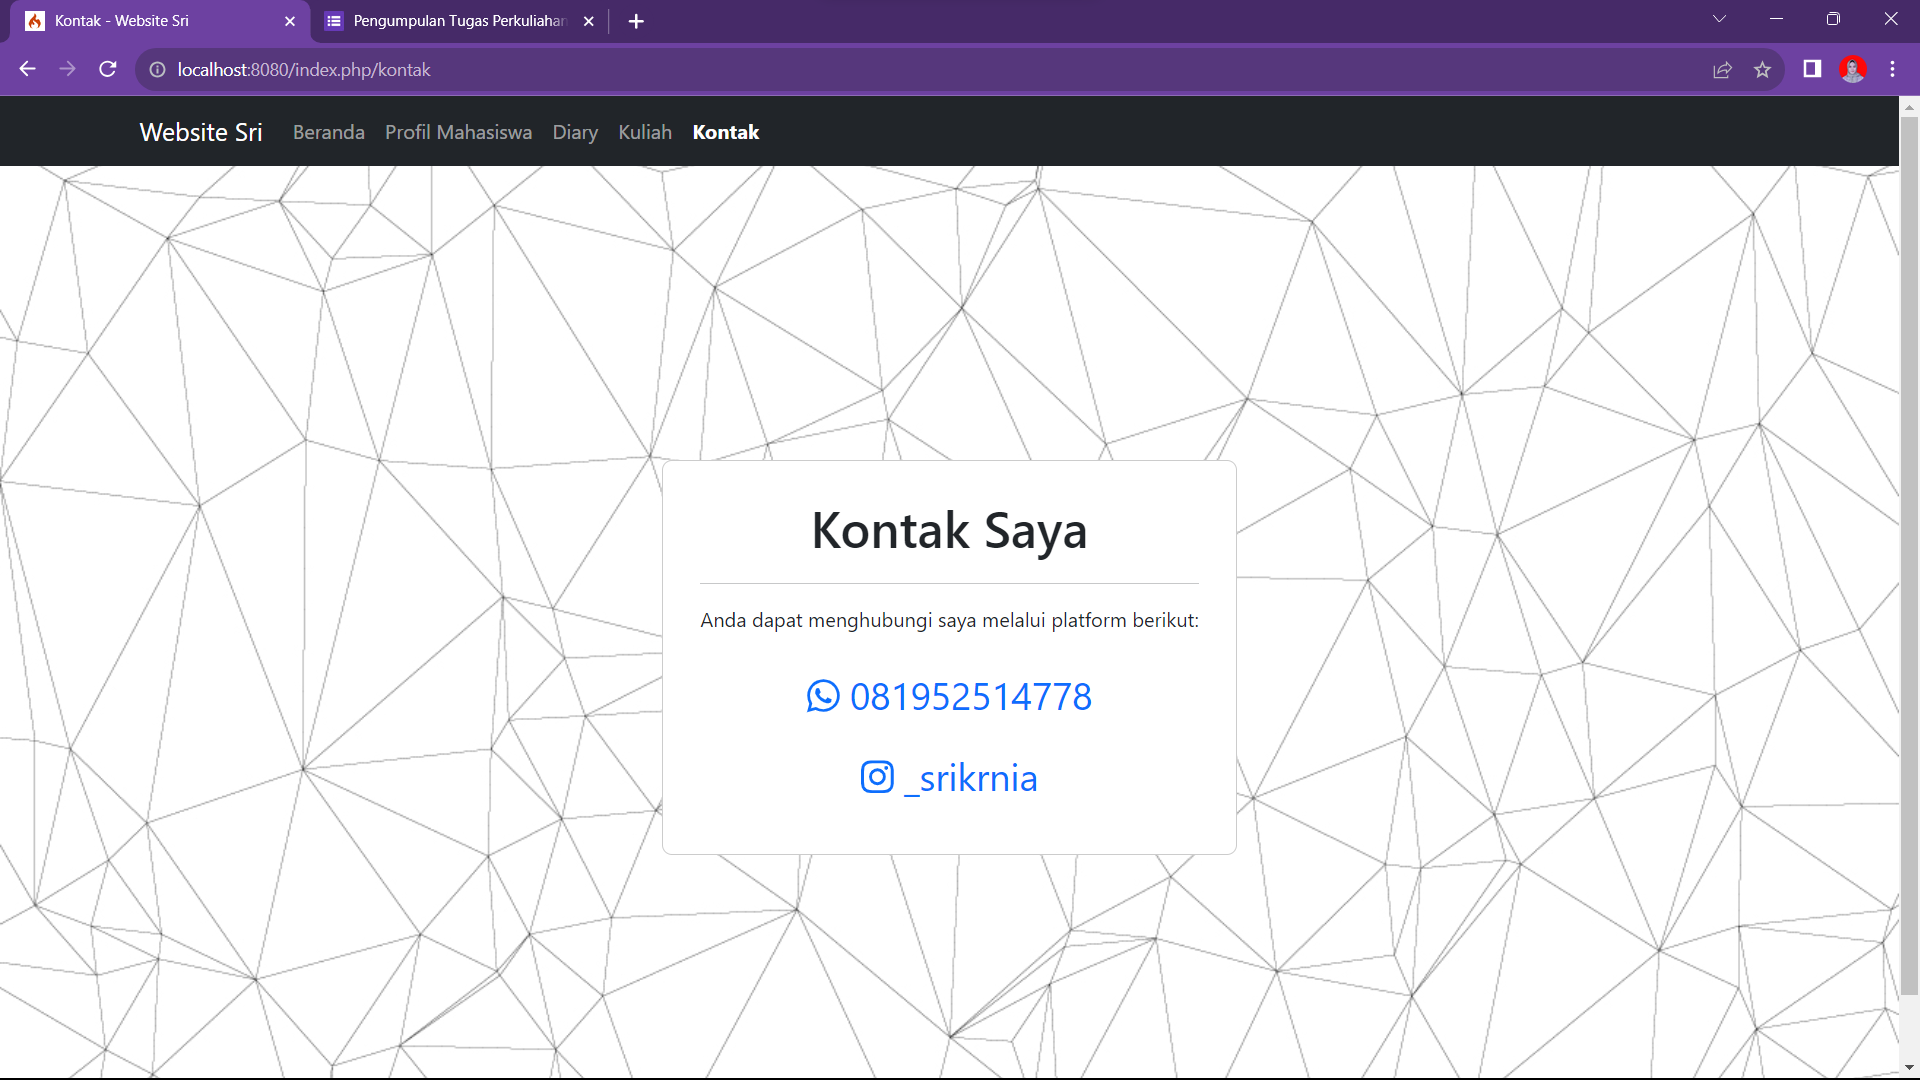 Kontak - Website Sri
Pengumpulan Tugas Perkuliahan
localhost:8080/index.php/kontak
Website Sri Beranda Profil Mahasiswa Diary Kuliah Kontak
Kontak Saya
Anda dapat menghubungi saya melalui platform berikut:
081952514778
_srikrnia